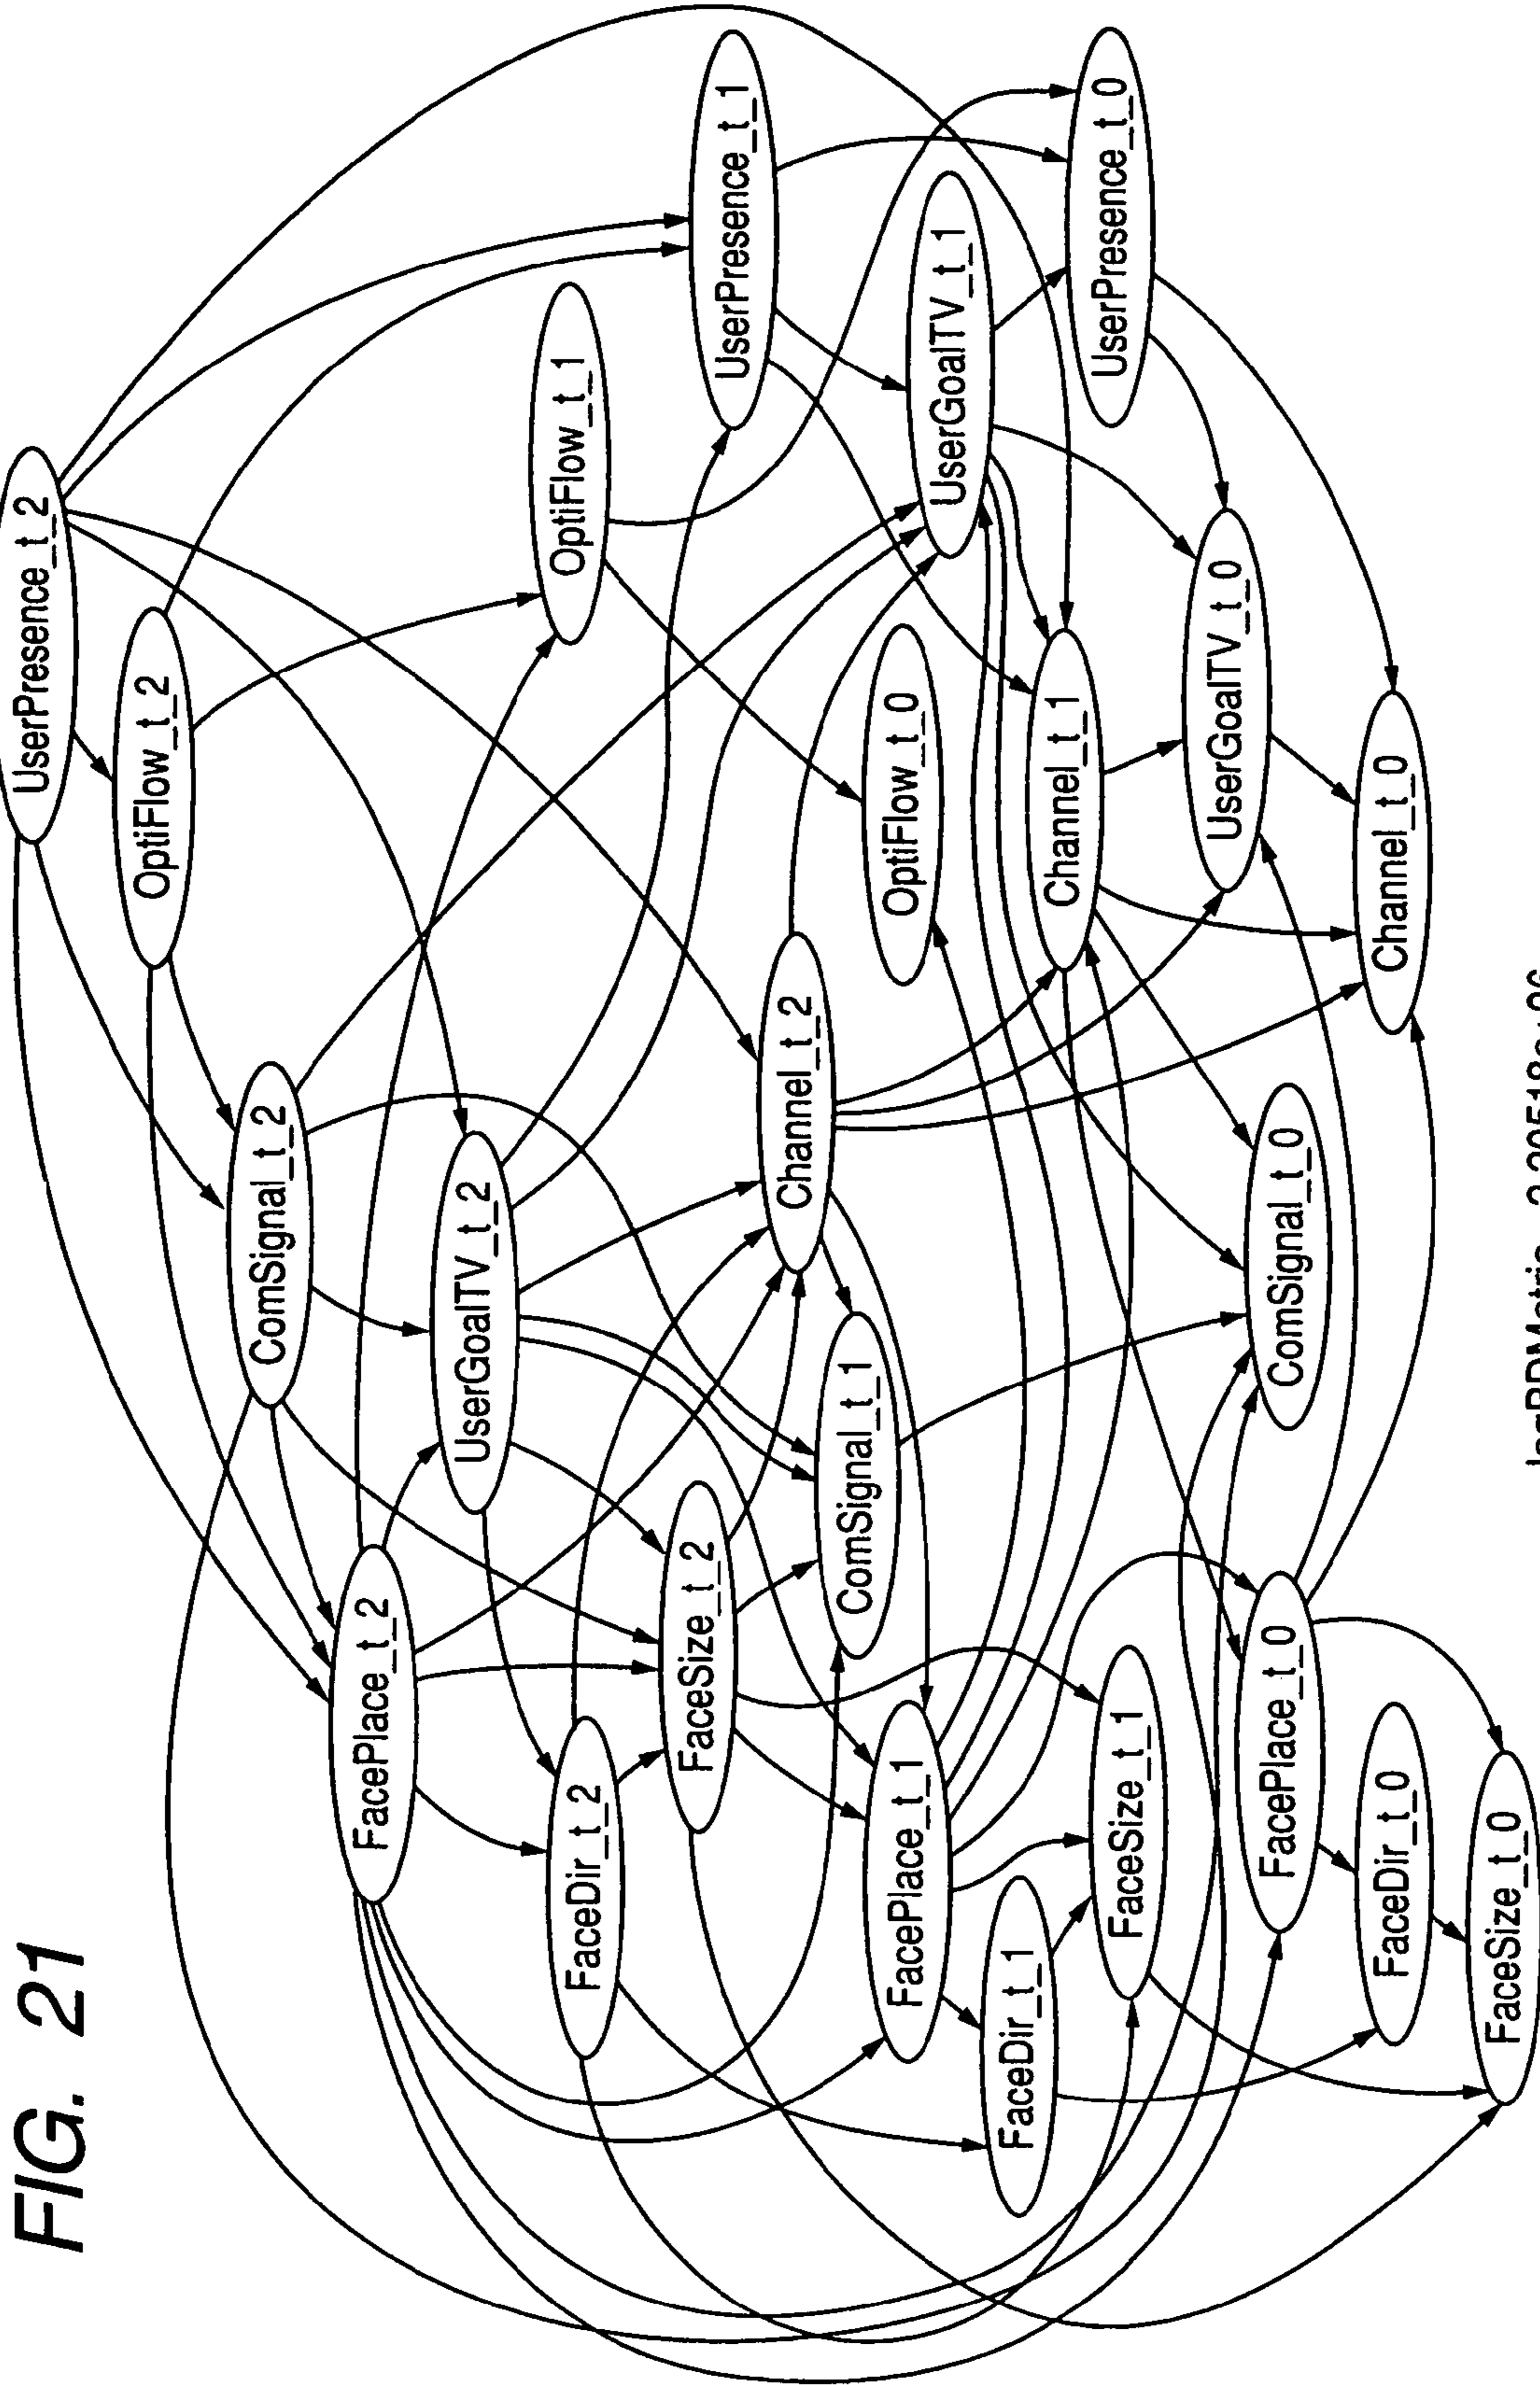 FIG. 21
UserPresence_t_2
OptiFlow_t_2
ComSignal_t_2
FacePlace_t_2
UserGoalTV_t_2
OptiFlow_t_1
FaceDir_t_2
FaceSize_t_2
UserPresence_t_1
Channel_t_2
ComSignal_t_1
OptiFlow_t_0
FacePlace_t_1
UserGoalTV_t_1
FaceDir_t_1
Channel_t_1
UserPresence_t_0
FaceSize_t_1
UserGoalTV_t_0
FacePlace_t_0
ComSignal_t_0
Channel_t_0
FaceDir_t_0
FaceSize_t_0